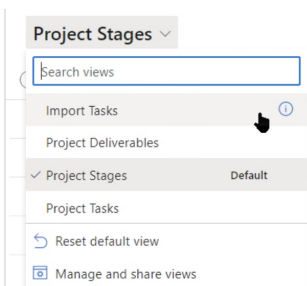 Project Stages
Search views
Import Tasks
Project Deliverables
Project Stages Default
Project Tasks
Reset default view
Manage and share views